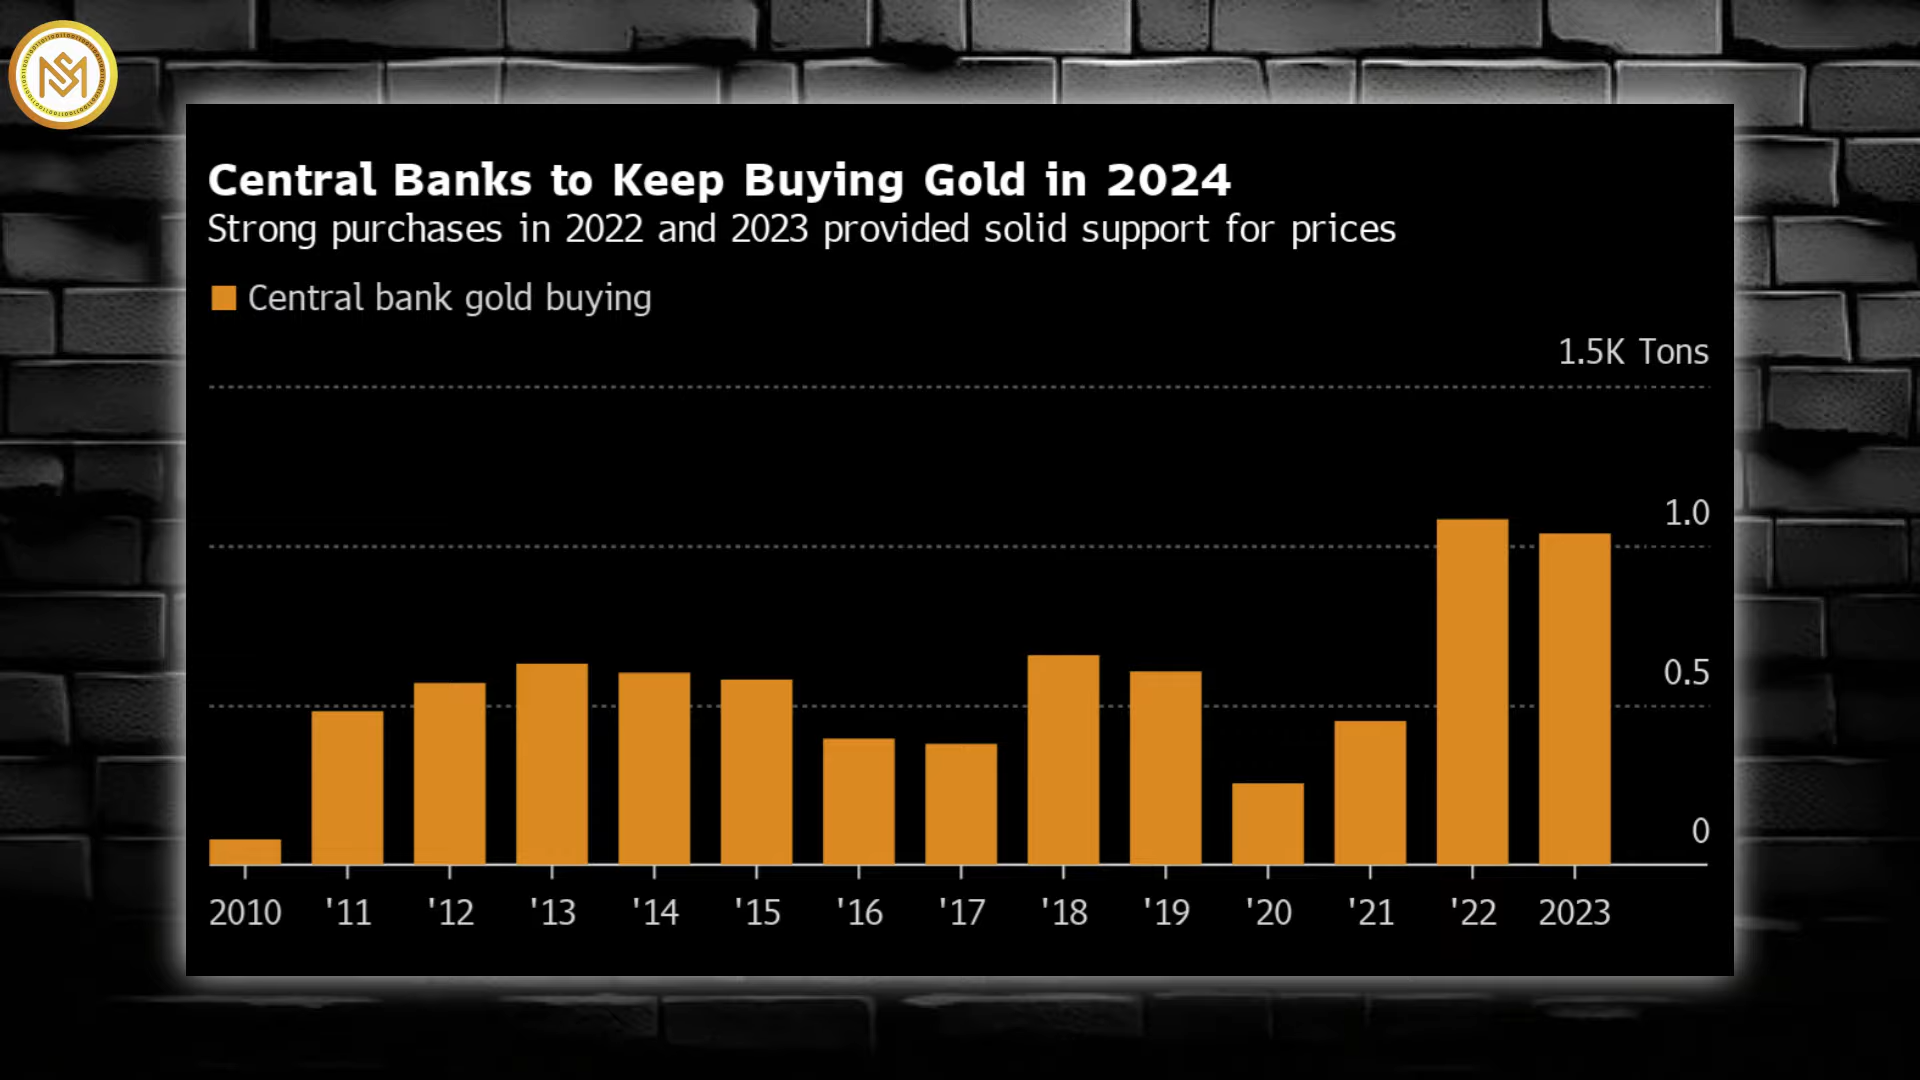 Central Banks to Keep Buying Gold in 2024
Strong purchases in 2022 and 2023 provided solid support for prices
Central bank gold buying
1.5K Tons
1.0
0.5
0
2010 '11 '12 '13 '14 '15 '16 '17 '18 '19 '20 '21 '22 2023